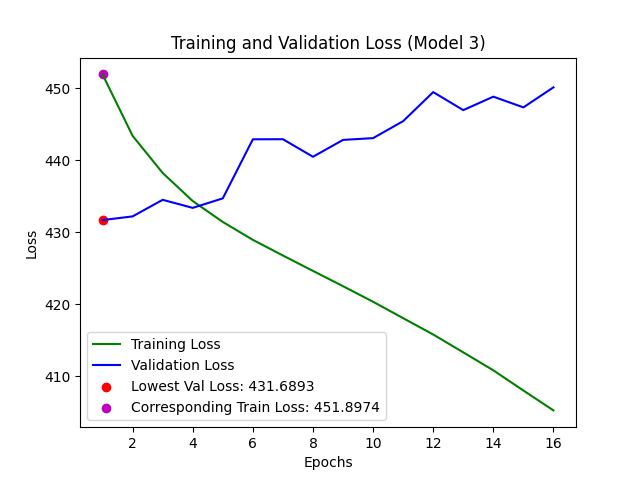 Training and Validation Loss (Model 3)
450
440
430
420
410
Loss
Training Loss
Validation Loss
Lowest Val Loss: 431.6893
Corresponding Train Loss: 451.8974
2 4 6 8 10 12 14 16
Epochs